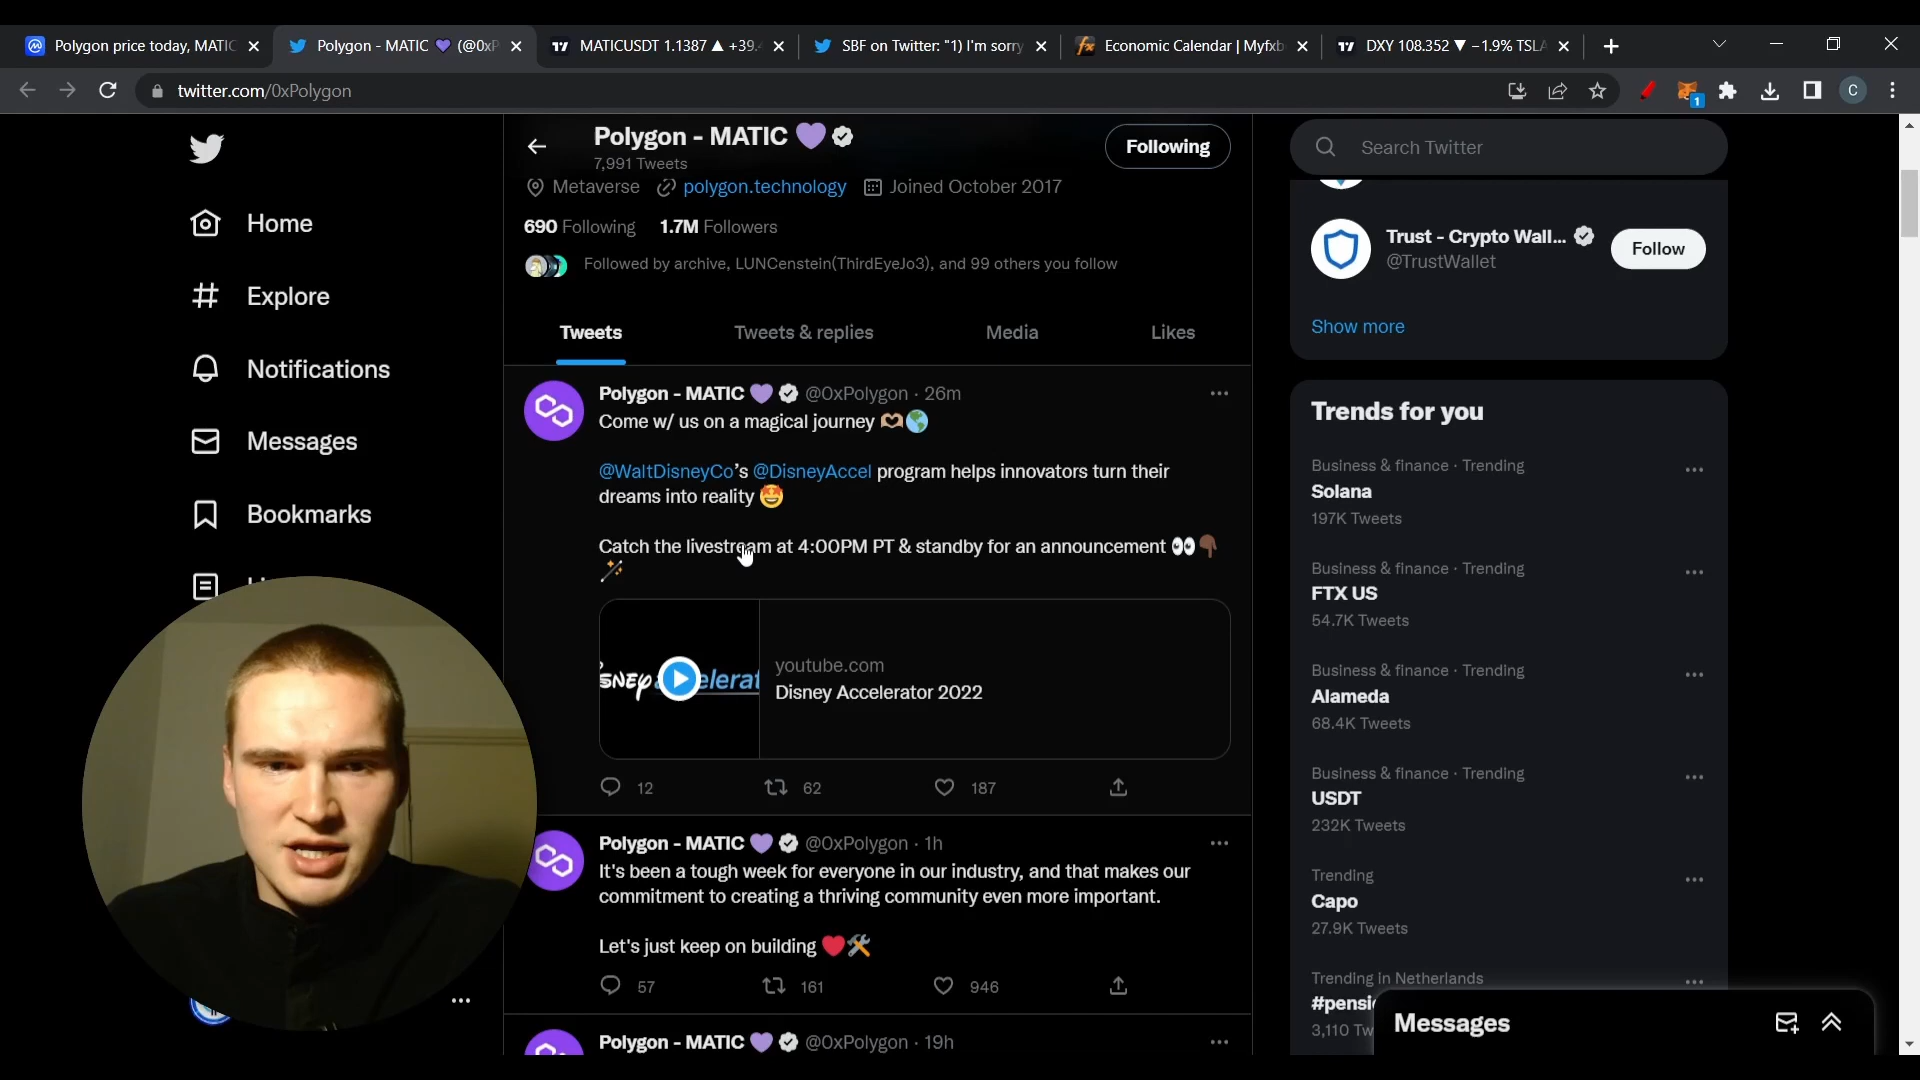 Polygon price today, MATIC
Polygon - MATIC 💜 (@0xP
MATICUSDT 1.1387 ▲ +39.
SBF on Twitter: "1) I'm sorry
Economic Calendar | Myfxb
DXY 108.352 ▼ −1.9% TSLA
twitter.com/0xPolygon
1
C
Polygon - MATIC 💜
7,991 Tweets
Following
Metaverse polygon.technology Joined October 2017
690 Following 1.7M Followers
Followed by archive, LUNCenstein(ThirdEyeJo3), and 99 others you follow
Tweets Tweets & replies Media Likes
Home
Explore
Notifications
Messages
Bookmarks
Polygon - MATIC 💜 @0xPolygon · 26m
Come w/ us on a magical journey 🫶🏽🌎
@WaltDisneyCo's @DisneyAccel program helps innovators turn their
dreams into reality 🤩
Catch the livestream at 4:00PM PT & standby for an announcement 👀👇🏿
🪄
youtube.com
Disney Accelerator 2022
12 62 187
Polygon - MATIC 💜 @0xPolygon · 1h
It's been a tough week for everyone in our industry, and that makes our
commitment to creating a thriving community even more important.
Let's just keep on building ❤️🛠️
57 161 946
Polygon - MATIC 💜 @0xPolygon · 19h
Search Twitter
Trust - Crypto Wall...
@TrustWallet
Follow
Show more
Trends for you
Business & finance · Trending
Solana
197K Tweets
Business & finance · Trending
FTX US
54.7K Tweets
Business & finance · Trending
Alameda
68.4K Tweets
Business & finance · Trending
USDT
232K Tweets
Trending
Capo
27.9K Tweets
Trending in Netherlands
#pensi
3,110 Tw
Messages